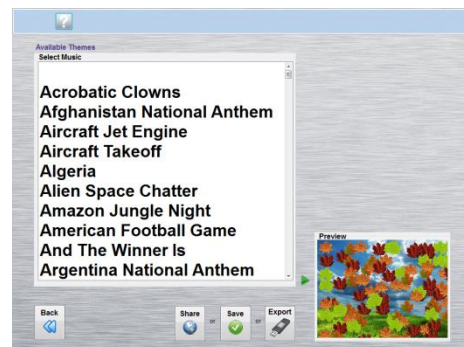 ?
Available Themes
Select Music
Acrobatic Clowns
Afghanistan National Anthem
Aircraft Jet Engine
Aircraft Takeoff
Algeria
Alien Space Chatter
Amazon Jungle Night
American Football Game
And The Winner Is
Argentina National Anthem
Preview
Back
Share or Save or Export